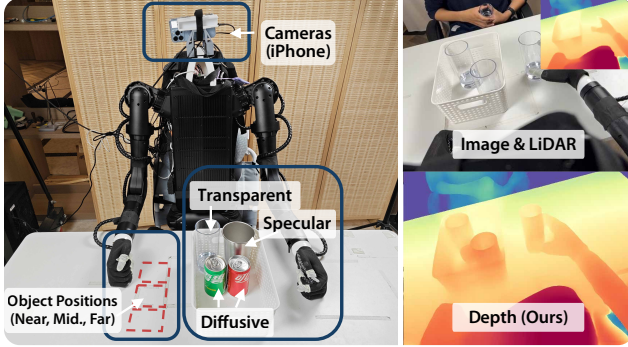 Cameras
(iPhone)
Transparent
Specular
Object Positions
(Near, Mid., Far)
Diffusive
Image & LiDAR
Depth (Ours)